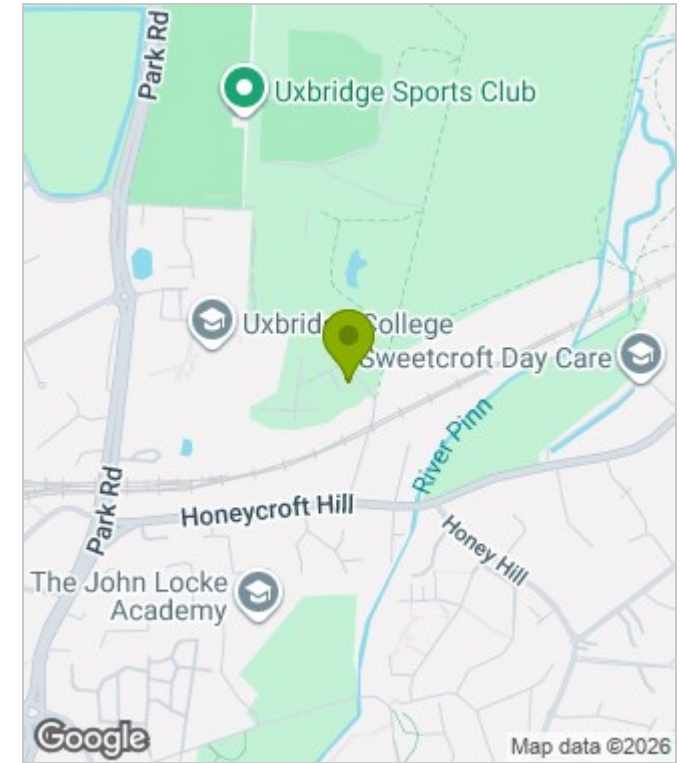 Park Rd
Uxbridge Sports Club
Uxbridge College
Sweetcroft Day Care
River Pinn
Park Rd
Honeycroft Hill
Honey Hill
The John Locke
Academy
Google
Map data ©2026